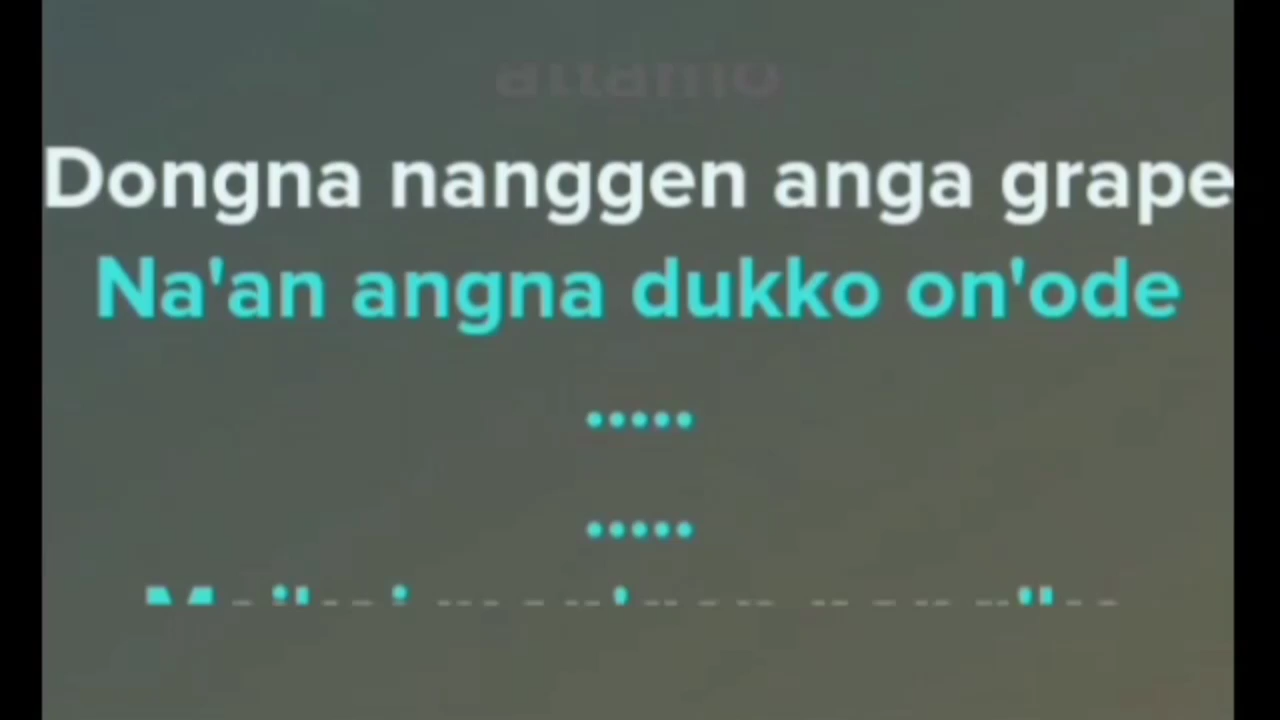 Dongna nanggen anga grape
Na'an angna dukko on'ode
•••••
•••••